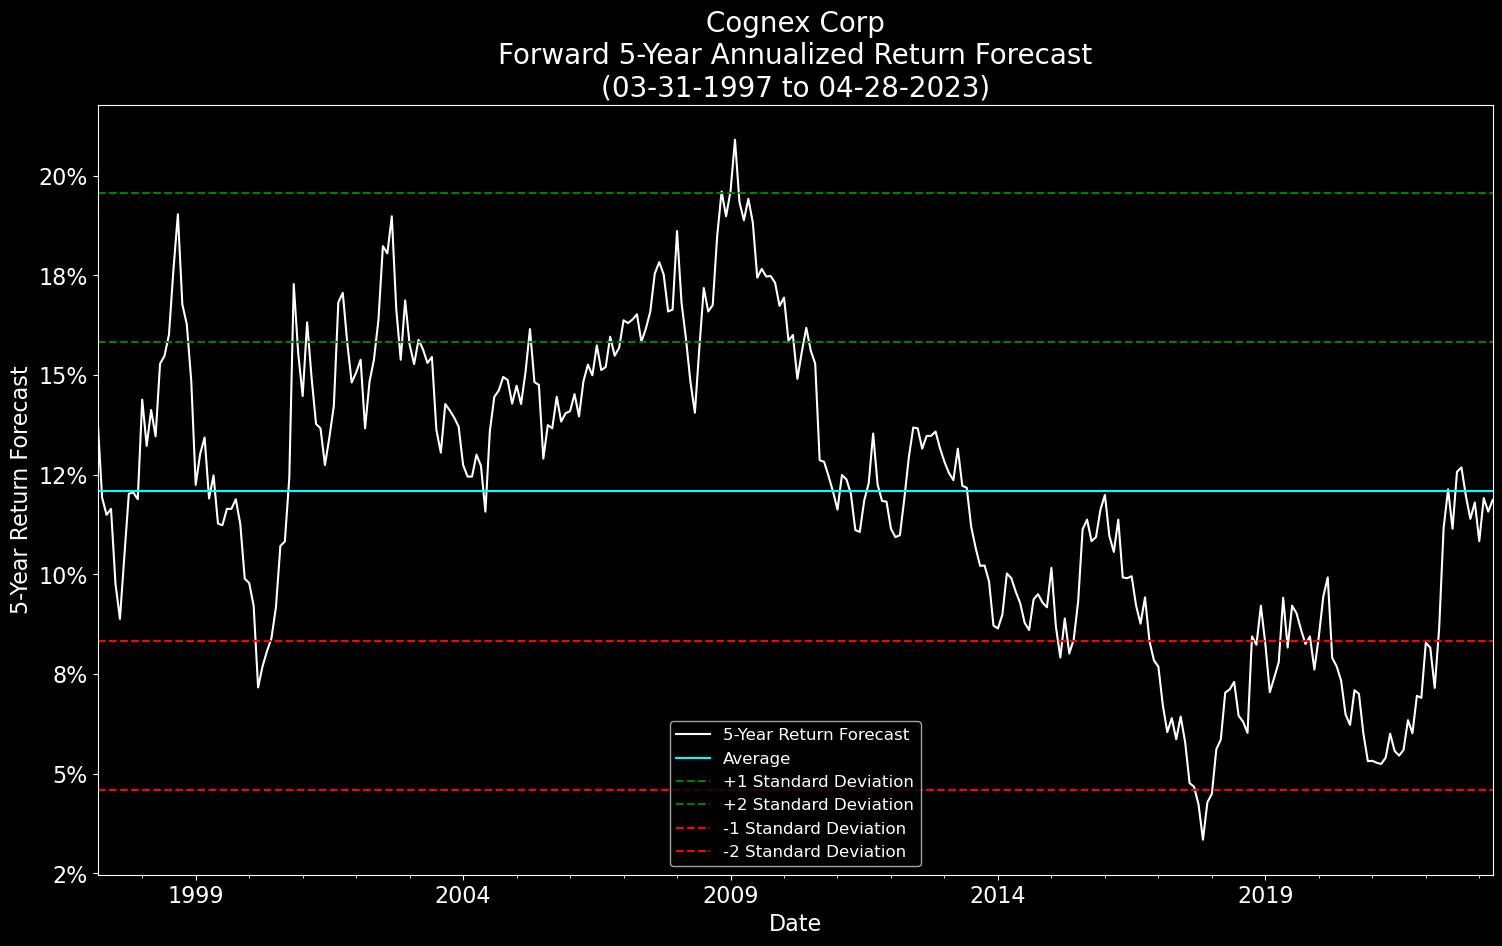 Cognex Corp
Forward 5-Year Annualized Return Forecast
(03-31-1997 to 04-28-2023)
5-Year Return Forecast
20%
18%
15%
12%
10%
8%
5%
2%
5-Year Return Forecast
Average
+1 Standard Deviation
+2 Standard Deviation
-1 Standard Deviation
-2 Standard Deviation
1999 2004 2009 2014 2019
Date